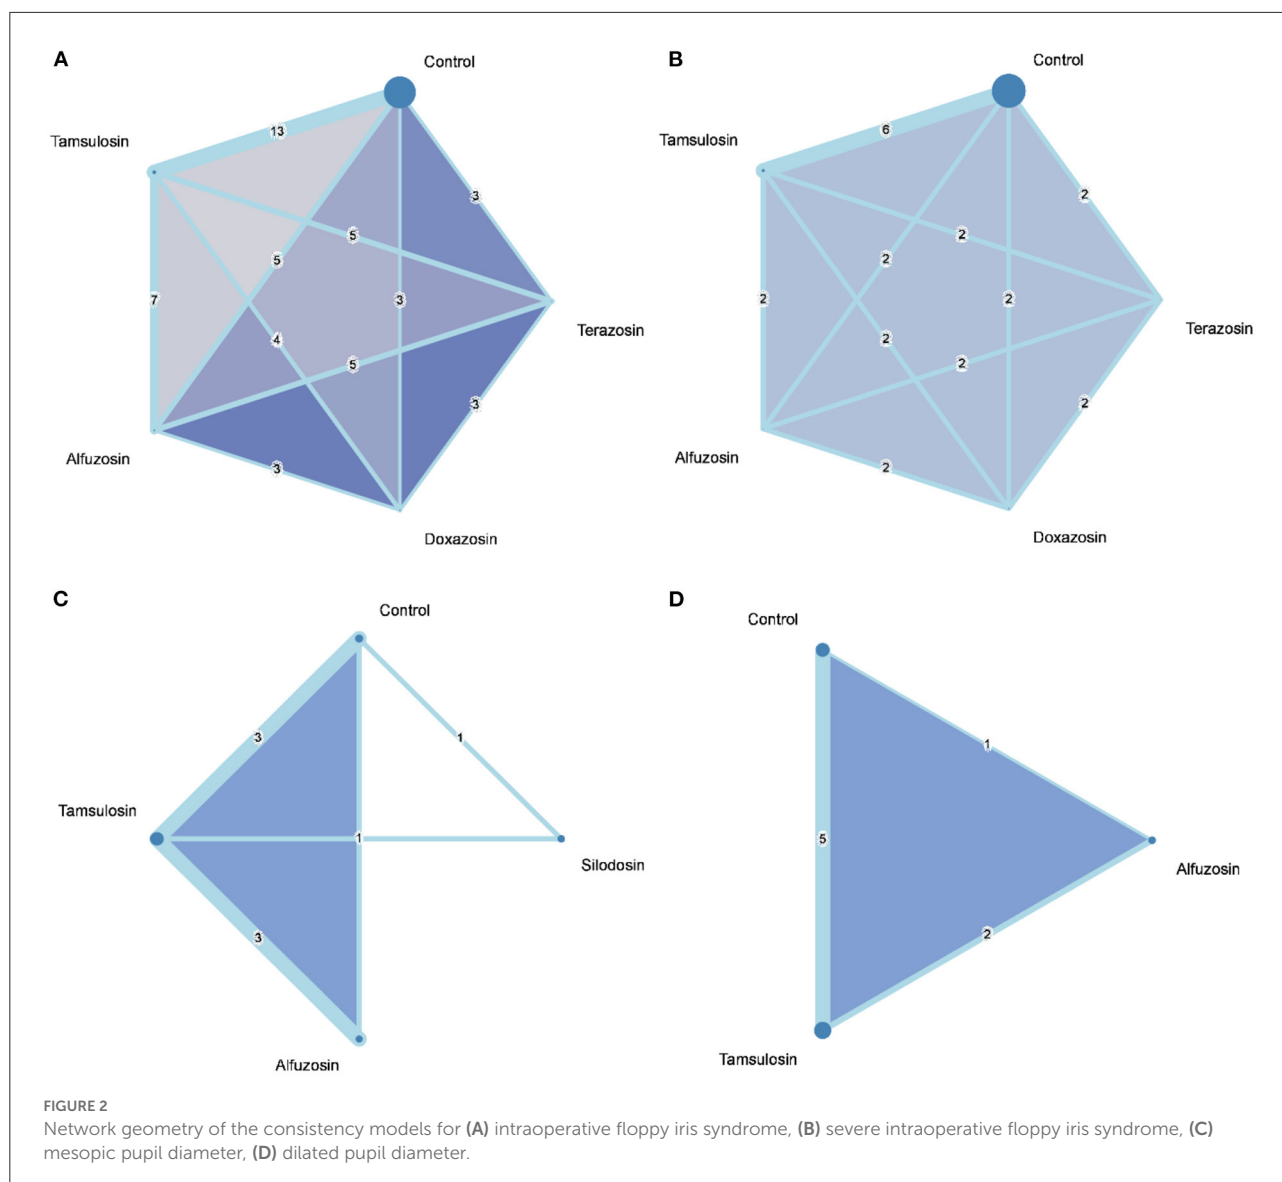 A
Control
13
Tamsulosin
3
5
5
7
3
Terazosin
4
5
3
Alfuzosin
3
Doxazosin
B
Control
6
Tamsulosin
2
2
2
2
2
Terazosin
2
2
2
Alfuzosin
2
Doxazosin
C
Control
3
1
Tamsulosin
1
Silodosin
3
Alfuzosin
D
Control
1
5
Alfuzosin
2
Tamsulosin
FIGURE 2
Network geometry of the consistency models for (A) intraoperative floppy iris syndrome, (B) severe intraoperative floppy iris syndrome, (C)
mesopic pupil diameter, (D) dilated pupil diameter.